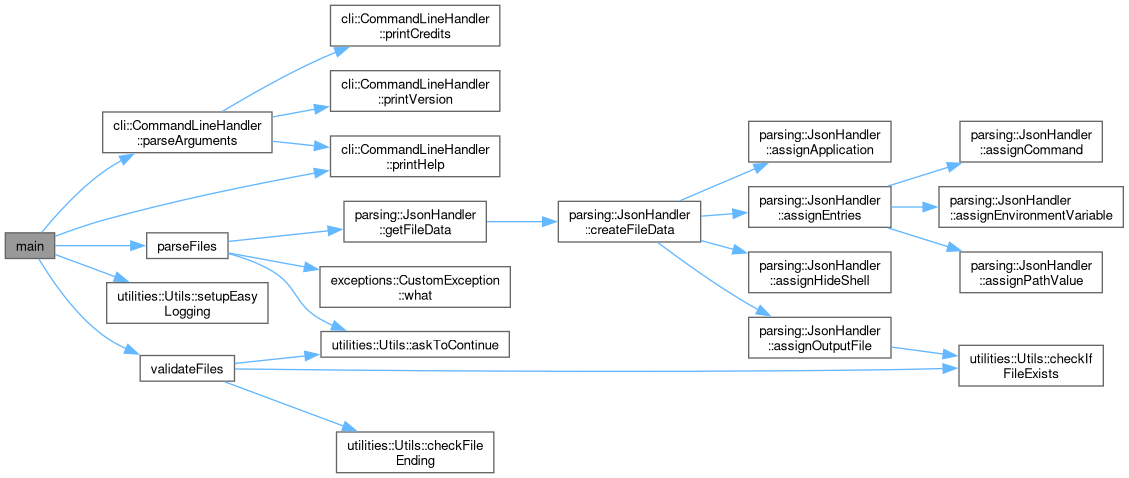 main
cli::CommandLineHandler
::parseArguments
parseFiles
utilities::Utils::setupEasy
Logging
validateFiles
cli::CommandLineHandler
::printCredits
cli::CommandLineHandler
::printVersion
cli::CommandLineHandler
::printHelp
parsing::JsonHandler
::getFileData
exceptions::CustomException
::what
utilities::Utils::askToContinue
utilities::Utils::checkFile
Ending
parsing::JsonHandler
::createFileData
parsing::JsonHandler
::assignApplication
parsing::JsonHandler
::assignEntries
parsing::JsonHandler
::assignHideShell
parsing::JsonHandler
::assignOutputFile
parsing::JsonHandler
::assignCommand
parsing::JsonHandler
::assignEnvironmentVariable
parsing::JsonHandler
::assignPathValue
utilities::Utils::checkIf
FileExists